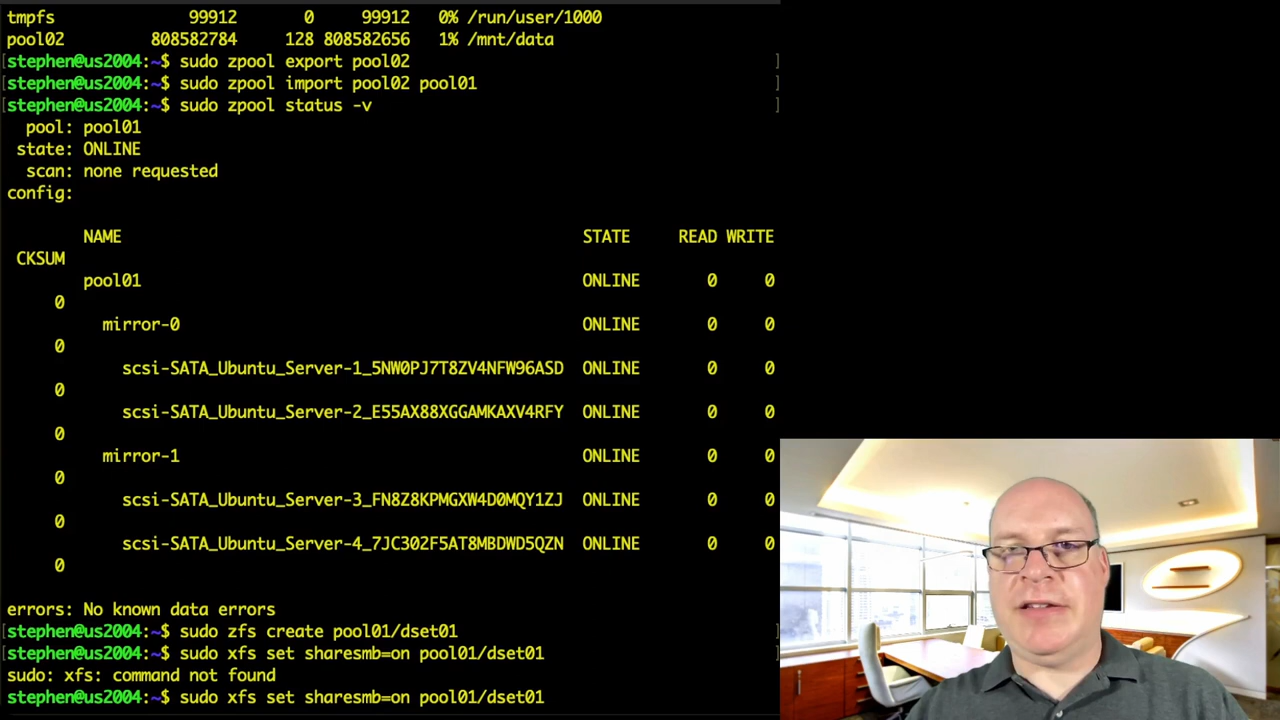 tmpfs 99912 0 99912 0% /run/user/1000
pool02 808582784 128 808582656 1% /mnt/data
[stephen@us2004:~$ sudo zpool export pool02 ]
[stephen@us2004:~$ sudo zpool import pool02 pool01 ]
[stephen@us2004:~$ sudo zpool status -v ]
pool: pool01
state: ONLINE
scan: none requested
config:
NAME STATE READ WRITE
CKSUM
pool01 ONLINE 0 0
0
mirror-0 ONLINE 0 0
0
scsi-SATA_Ubuntu_Server-1_5NW0PJ7T8ZV4NFW96ASD ONLINE 0 0
0
scsi-SATA_Ubuntu_Server-2_E55AX88XGGAMKAXV4RFY ONLINE 0 0
0
mirror-1 ONLINE 0 0
0
scsi-SATA_Ubuntu_Server-3_FN8Z8KPMGXW4D0MQY1ZJ ONLINE 0 0
0
scsi-SATA_Ubuntu_Server-4_7JC302F5AT8MBDWD5QZN ONLINE 0 0
0
errors: No known data errors
[stephen@us2004:~$ sudo zfs create pool01/dset01 ]
[stephen@us2004:~$ sudo xfs set sharesmb=on pool01/dset01 ]
sudo: xfs: command not found
stephen@us2004:~$ sudo xfs set sharesmb=on pool01/dset01